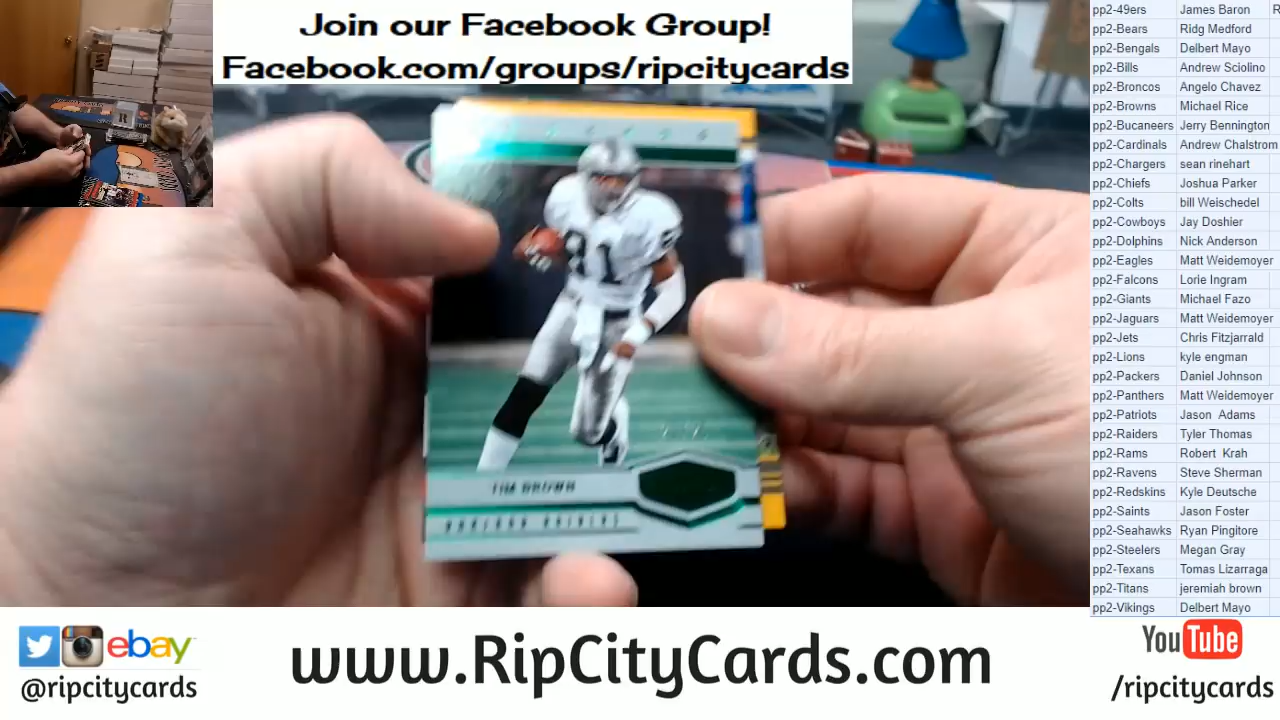 Join our Facebook Group!
Facebook.com/groups/ripcitycards
81
TIM BROWN
OAKLAND RAIDERS
pp2-49ers James Baron R
pp2-Bears Ridg Medford
pp2-Bengals Delbert Mayo
pp2-Bills Andrew Sciolino
pp2-Broncos Angelo Chavez
pp2-Browns Michael Rice
pp2-Bucaneers Jerry Bennington
pp2-Cardinals Andrew Chalstrom
pp2-Chargers sean rinehart
pp2-Chiefs Joshua Parker
pp2-Colts bill Weischedel
pp2-Cowboys Jay Doshier
pp2-Dolphins Nick Anderson
pp2-Eagles Matt Weidemoyer
pp2-Falcons Lorie Ingram
pp2-Giants Michael Fazo
pp2-Jaguars Matt Weidemoyer
pp2-Jets Chris Fitzjarrald
pp2-Lions kyle engman
pp2-Packers Daniel Johnson
pp2-Panthers Matt Weidemoyer
pp2-Patriots Jason Adams
pp2-Raiders Tyler Thomas
pp2-Rams Robert Krah
pp2-Ravens Steve Sherman
pp2-Redskins Kyle Deutsche
pp2-Saints Jason Foster
pp2-Seahawks Ryan Pingitore
pp2-Steelers Megan Gray
pp2-Texans Tomas Lizarraga
pp2-Titans jeremiah brown
pp2-Vikings Delbert Mayo
ebay
@ripcitycards
www.RipCityCards.com
YouTube
/ripcitycards